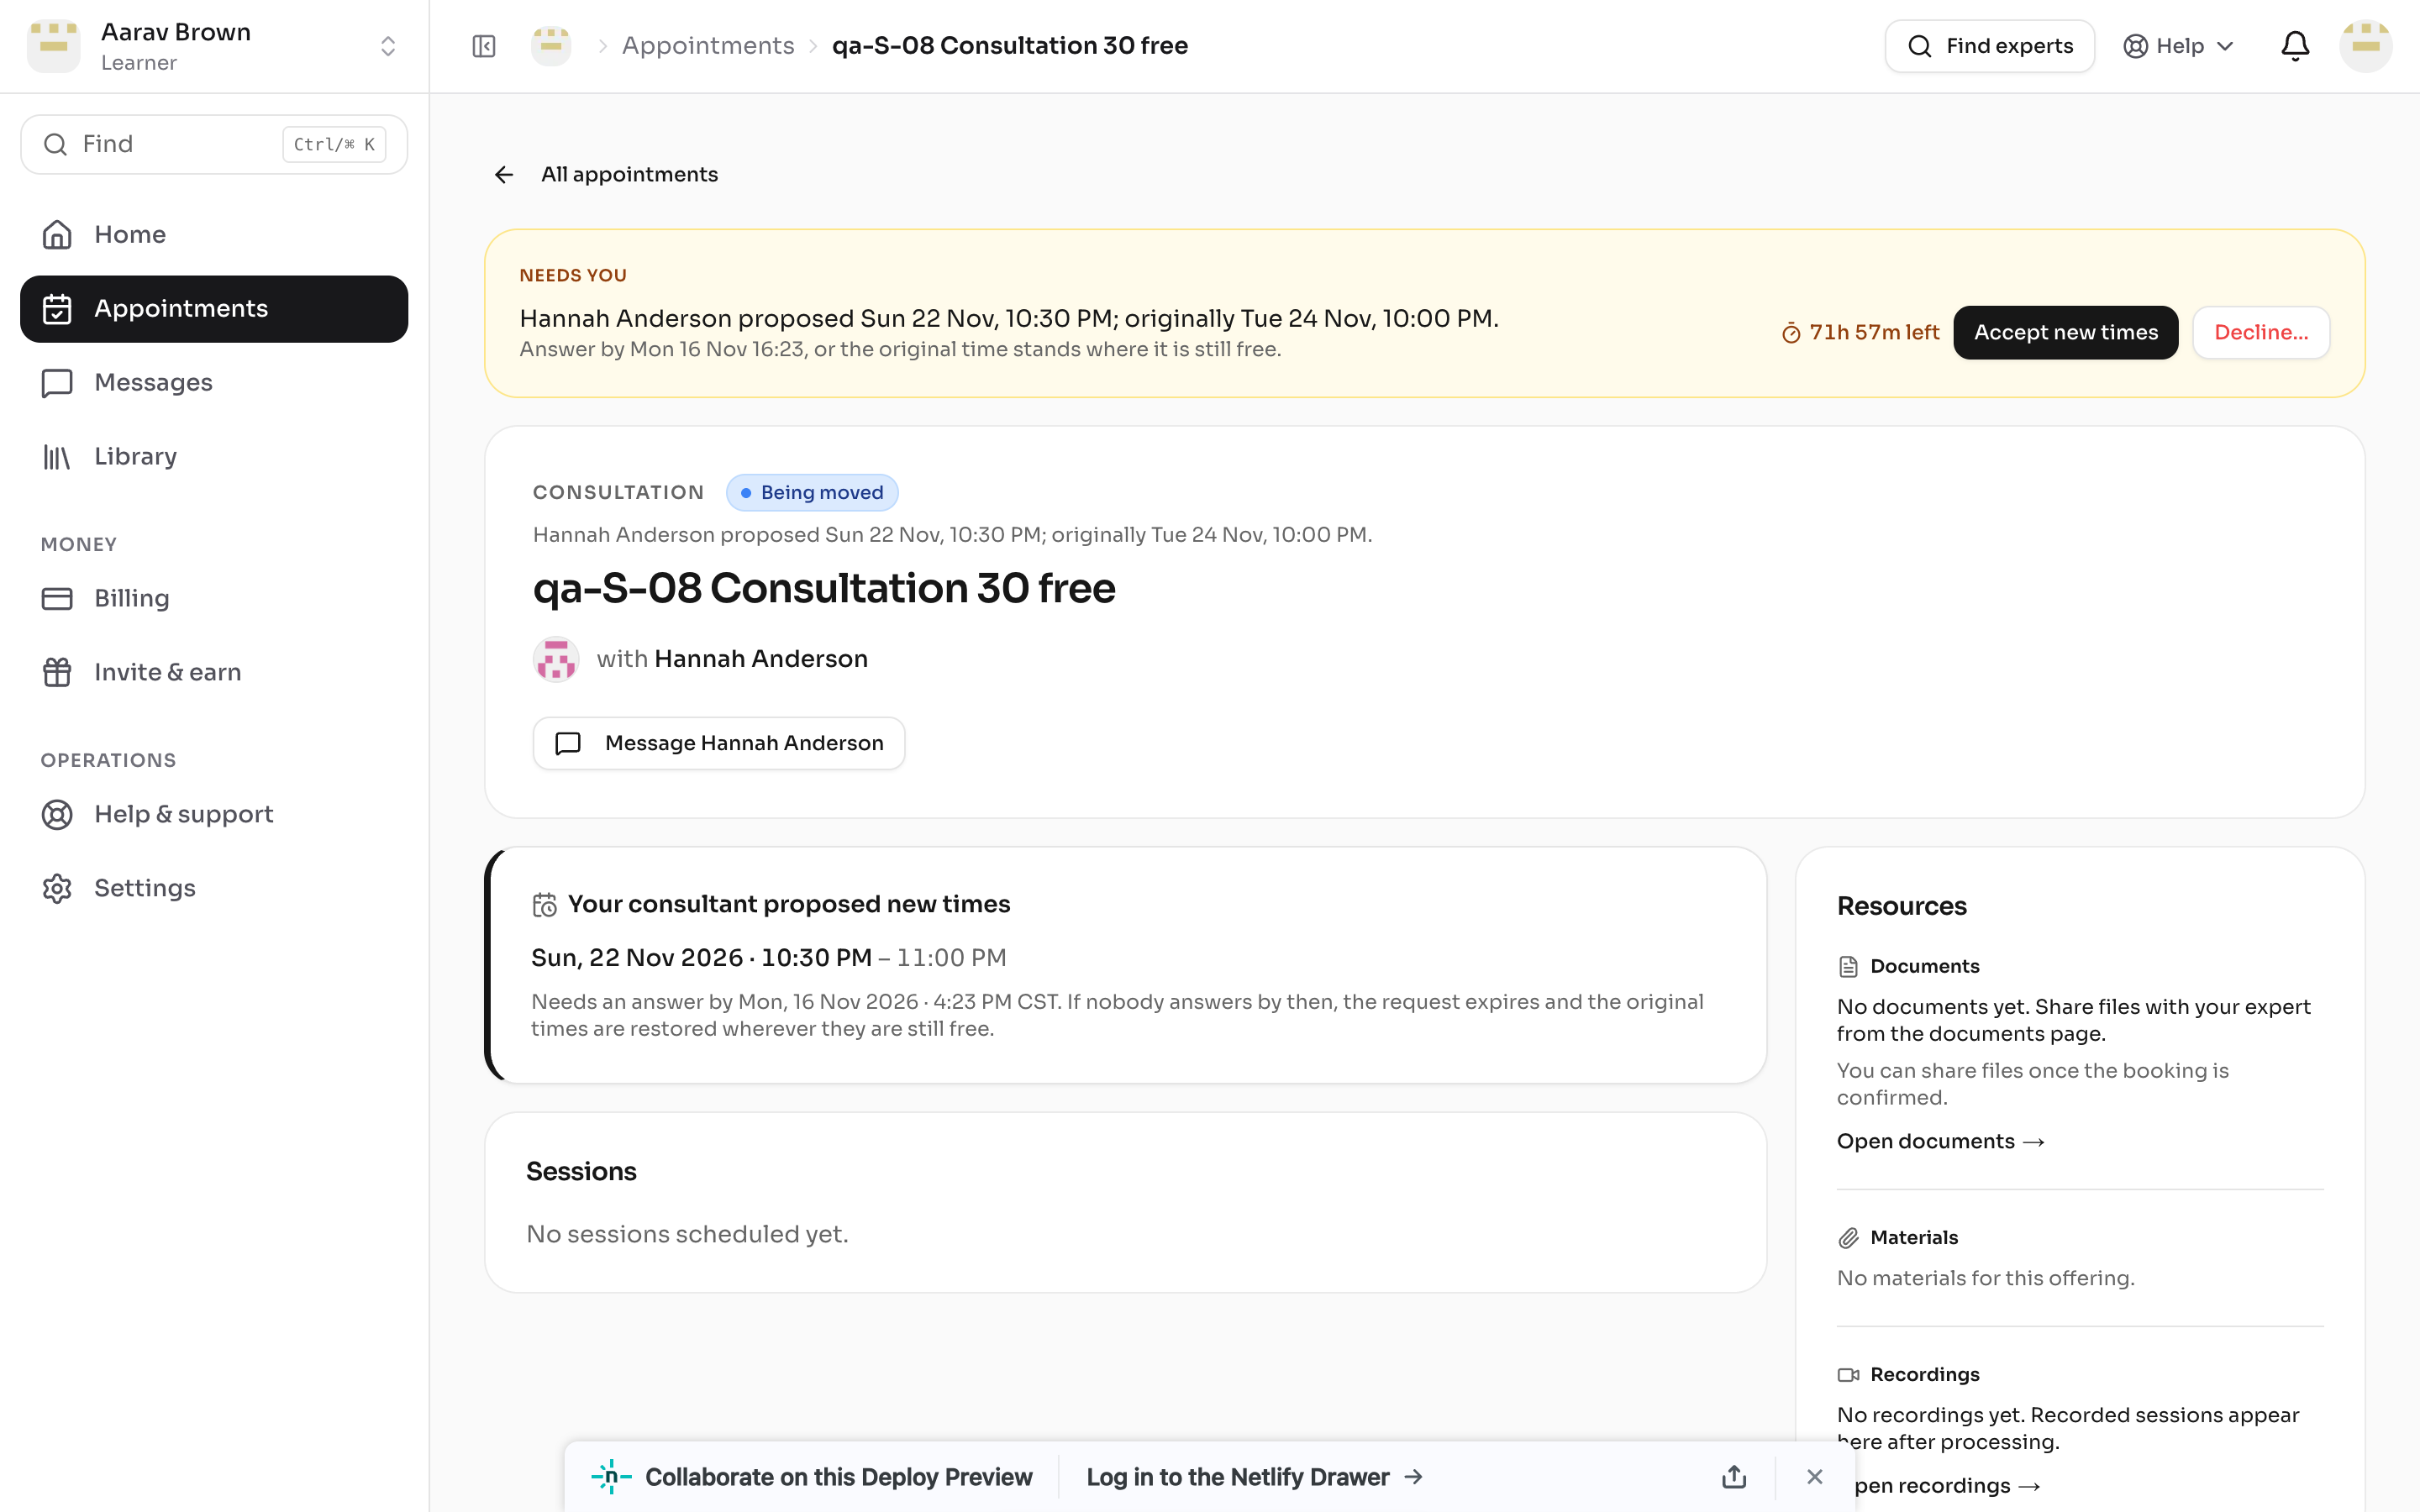 Aarav Brown
Learner
Appointments
qa-S-08 Consultation 30 free
Find experts
Help
Find
Ctrl/⌘ K
Home
Appointments
Messages
Library
MONEY
Billing
Invite & earn
OPERATIONS
Help & support
Settings
All appointments
NEEDS YOU
Hannah Anderson proposed Sun 22 Nov, 10:30 PM; originally Tue 24 Nov, 10:00 PM.
Answer by Mon 16 Nov 16:23, or the original time stands where it is still free.
71h 57m left
Accept new times
Decline...
CONSULTATION
Being moved
Hannah Anderson proposed Sun 22 Nov, 10:30 PM; originally Tue 24 Nov, 10:00 PM.
qa-S-08 Consultation 30 free
with Hannah Anderson
Message Hannah Anderson
Your consultant proposed new times
Sun, 22 Nov 2026 · 10:30 PM – 11:00 PM
Needs an answer by Mon, 16 Nov 2026 · 4:23 PM CST. If nobody answers by then, the request expires and the original
times are restored wherever they are still free.
Sessions
No sessions scheduled yet.
Resources
Documents
No documents yet. Share files with your expert
from the documents page.
You can share files once the booking is
confirmed.
Open documents →
Materials
No materials for this offering.
Recordings
No recordings yet. Recorded sessions appear
here after processing.
pen recordings →
Collaborate on this Deploy Preview
Log in to the Netlify Drawer →